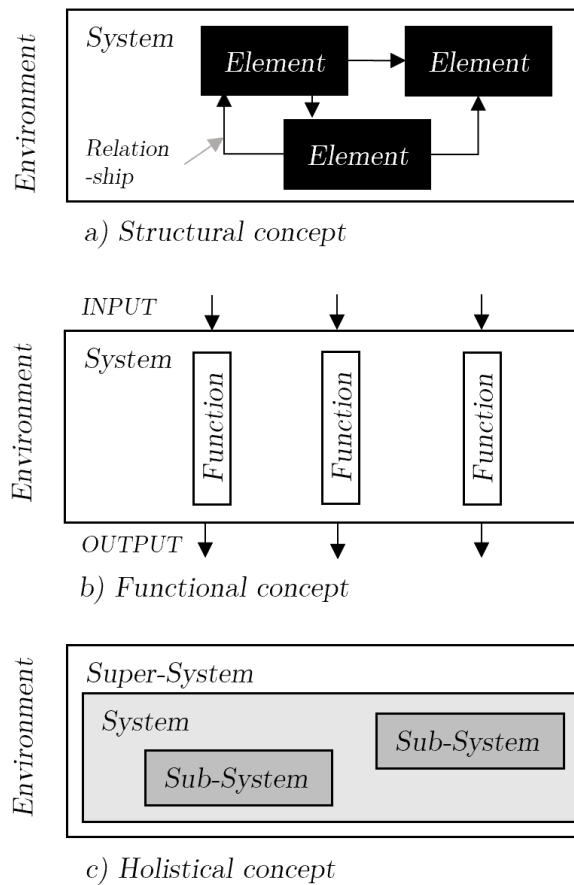 Environment
System
Element
Element
Relation
-ship
Element
a) Structural concept
INPUT
Environment
System
Function
Function
Function
OUTPUT
b) Functional concept
Environment
Super-System
System
Sub-System
Sub-System
c) Holistical concept